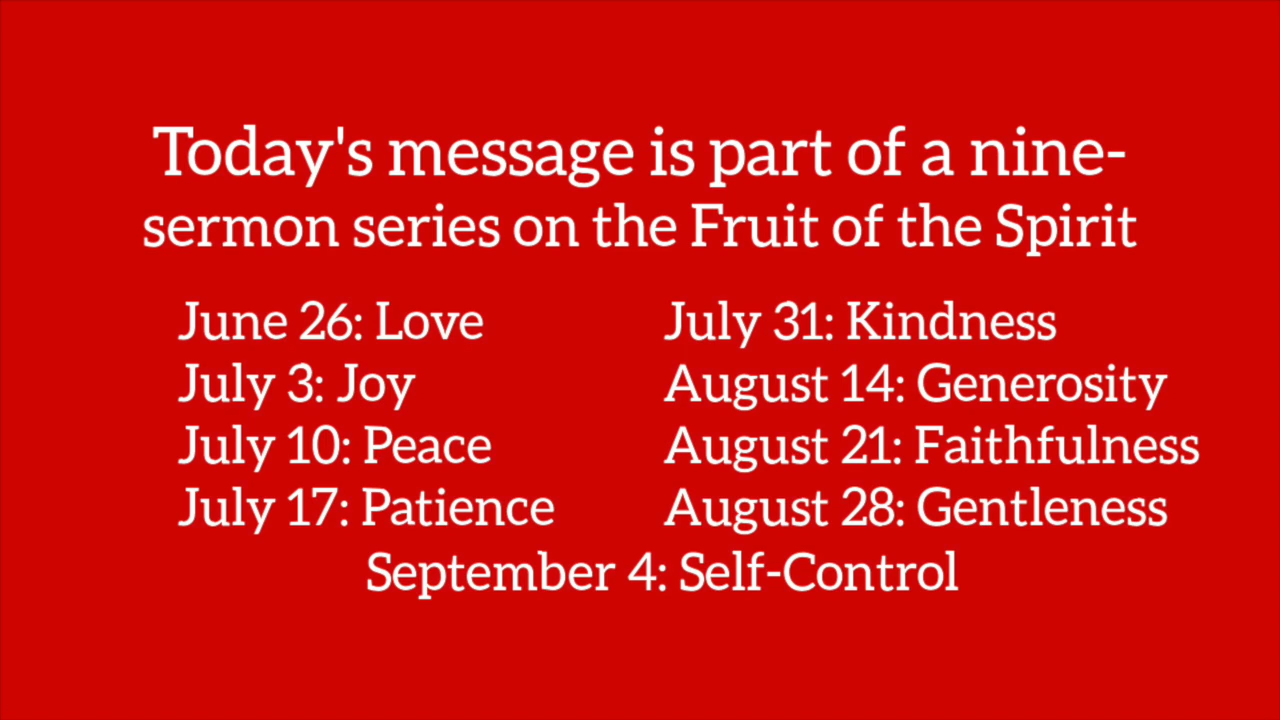 Today's message is part of a nine-
sermon series on the Fruit of the Spirit
June 26: Love
July 3: Joy
July 10: Peace
July 17: Patience
July 31: Kindness
August 14: Generosity
August 21: Faithfulness
August 28: Gentleness
September 4: Self-Control